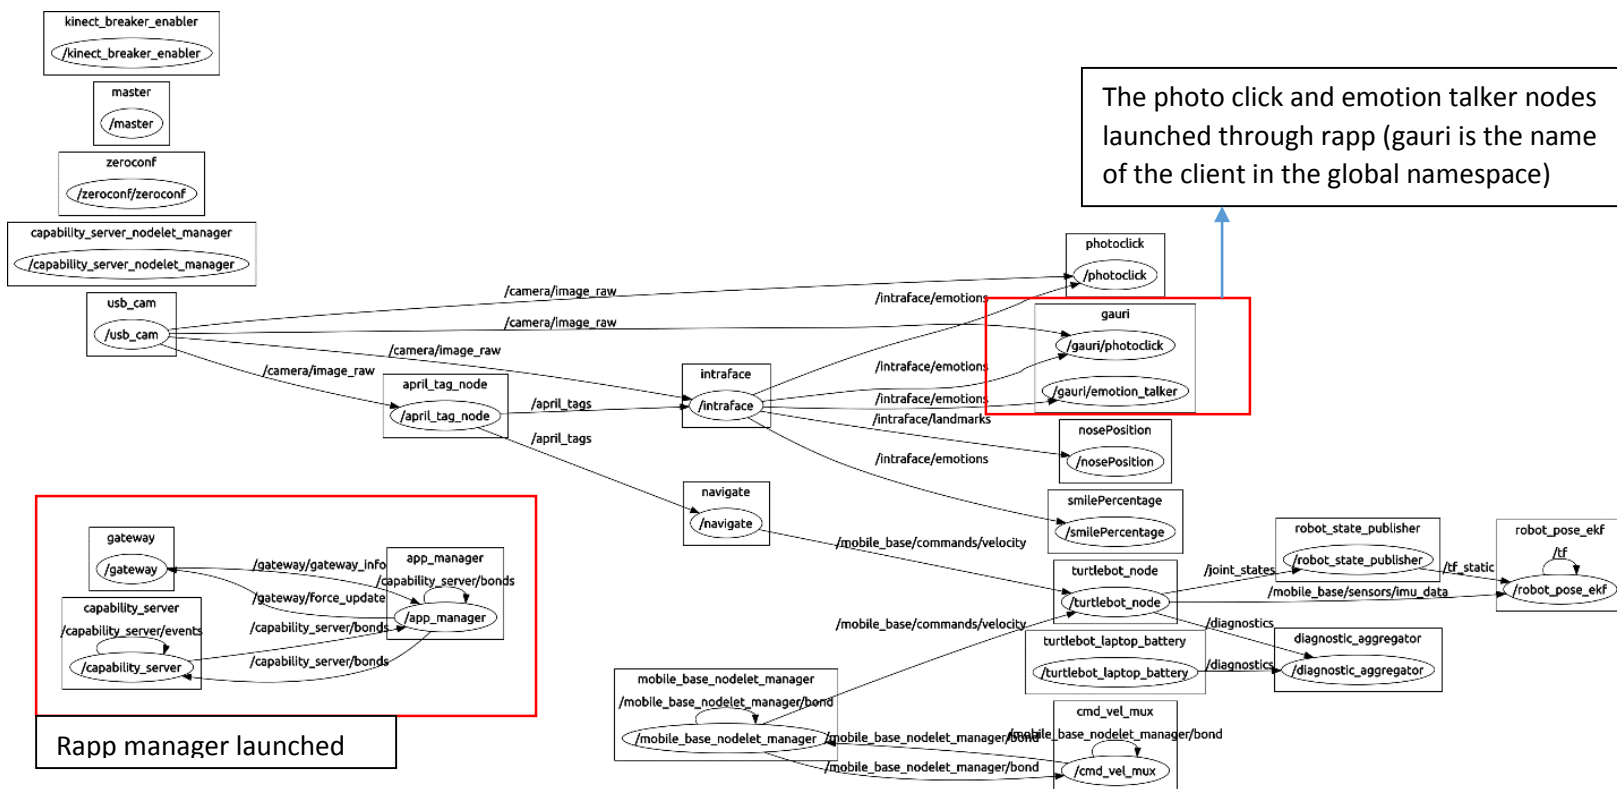 kinect_breaker_enabler
/kinect_breaker_enabler
master
/master
zeroconf
/zeroconf/zeroconf
capability_server_nodelet_manager
/capability_server_nodelet_manager
usb_cam
/usb_cam
The photo click and emotion talker nodes
launched through rapp (gauri is the name
of the client in the global namespace)
/camera/image_raw
/camera/image_raw
/camera/image_raw
/camera/image_raw
april_tag_node
/april_tag_node
/april_tags
/april_tags
intraface
/intraface
/intraface/emotions
/intraface/emotions
/intraface/emotions
/intraface/landmarks
/intraface/emotions
photoclick
/photoclick
gauri
/gauri/photoclick
/gauri/emotion_talker
nosePosition
/nosePosition
smilePercentage
/smilePercentage
navigate
/navigate
/mobile_base/commands/velocity
gateway
/gateway
/gateway/gateway_info
/gateway/force_update
app_manager
/capability_server/bonds
/app_manager
capability_server
/capability_server/events
/capability_server
/capability_server/bonds
/capability_server/bonds
Rapp manager launched
turtlebot_node
/turtlebot_node
/joint_states
robot_state_publisher
/robot_state_publisher
/tf_static
robot_pose_ekf
/tf
/robot_pose_ekf
/mobile_base/sensors/imu_data
/mobile_base/commands/velocity
/diagnostics
turtlebot_laptop_battery
/turtlebot_laptop_battery
/diagnostics
diagnostic_aggregator
/diagnostic_aggregator
mobile_base_nodelet_manager
/mobile_base_nodelet_manager/bond
/mobile_base_nodelet_manager
/mobile_base_nodelet_manager/bond
/mobile_base_nodelet_manager/bond
cmd_vel_mux
/mobile_base_nodelet_manager/bond
/cmd_vel_mux